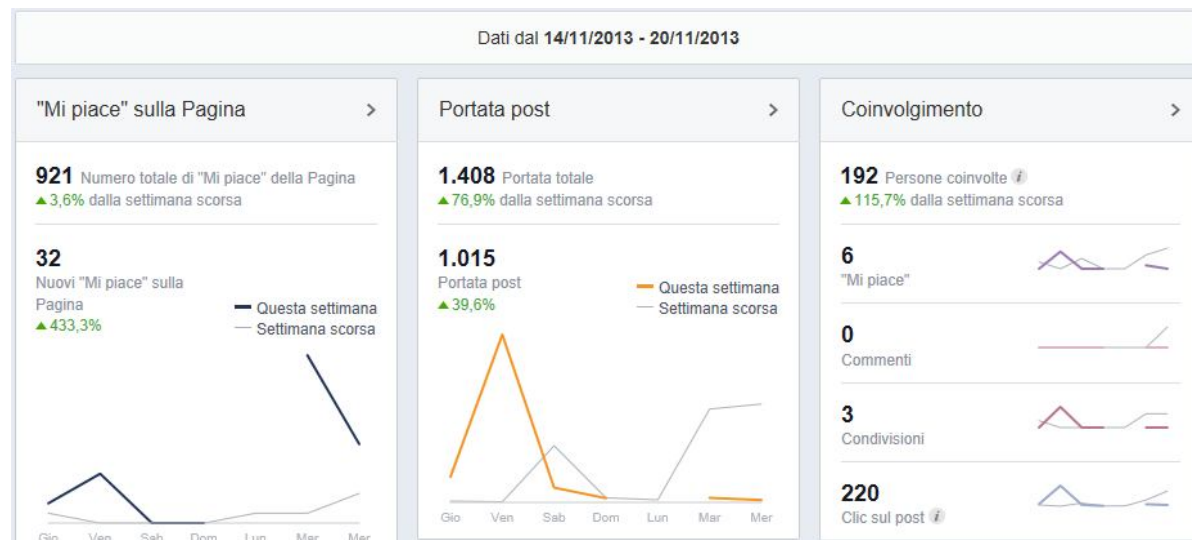 Dati dal 14/11/2013 - 20/11/2013
"Mi piace" sulla Pagina
921 Numero totale di "Mi piace" della Pagina
3,6% dalla settimana scorsa
32
Nuovi "Mi piace" sulla
Pagina
433,3%
Questa settimana
Settimana scorsa
Gio Ven Sab Dom Lun Mar Mer
Portata post
1.408 Portata totale
76,9% dalla settimana scorsa
1.015
Portata post
39,6%
Questa settimana
Settimana scorsa
Gio Ven Sab Dom Lun Mar Mer
Coinvolgimento
192 Persone coinvolte i
115,7% dalla settimana scorsa
6
"Mi piace"
0
Commenti
3
Condivisioni
220
Clic sul post i